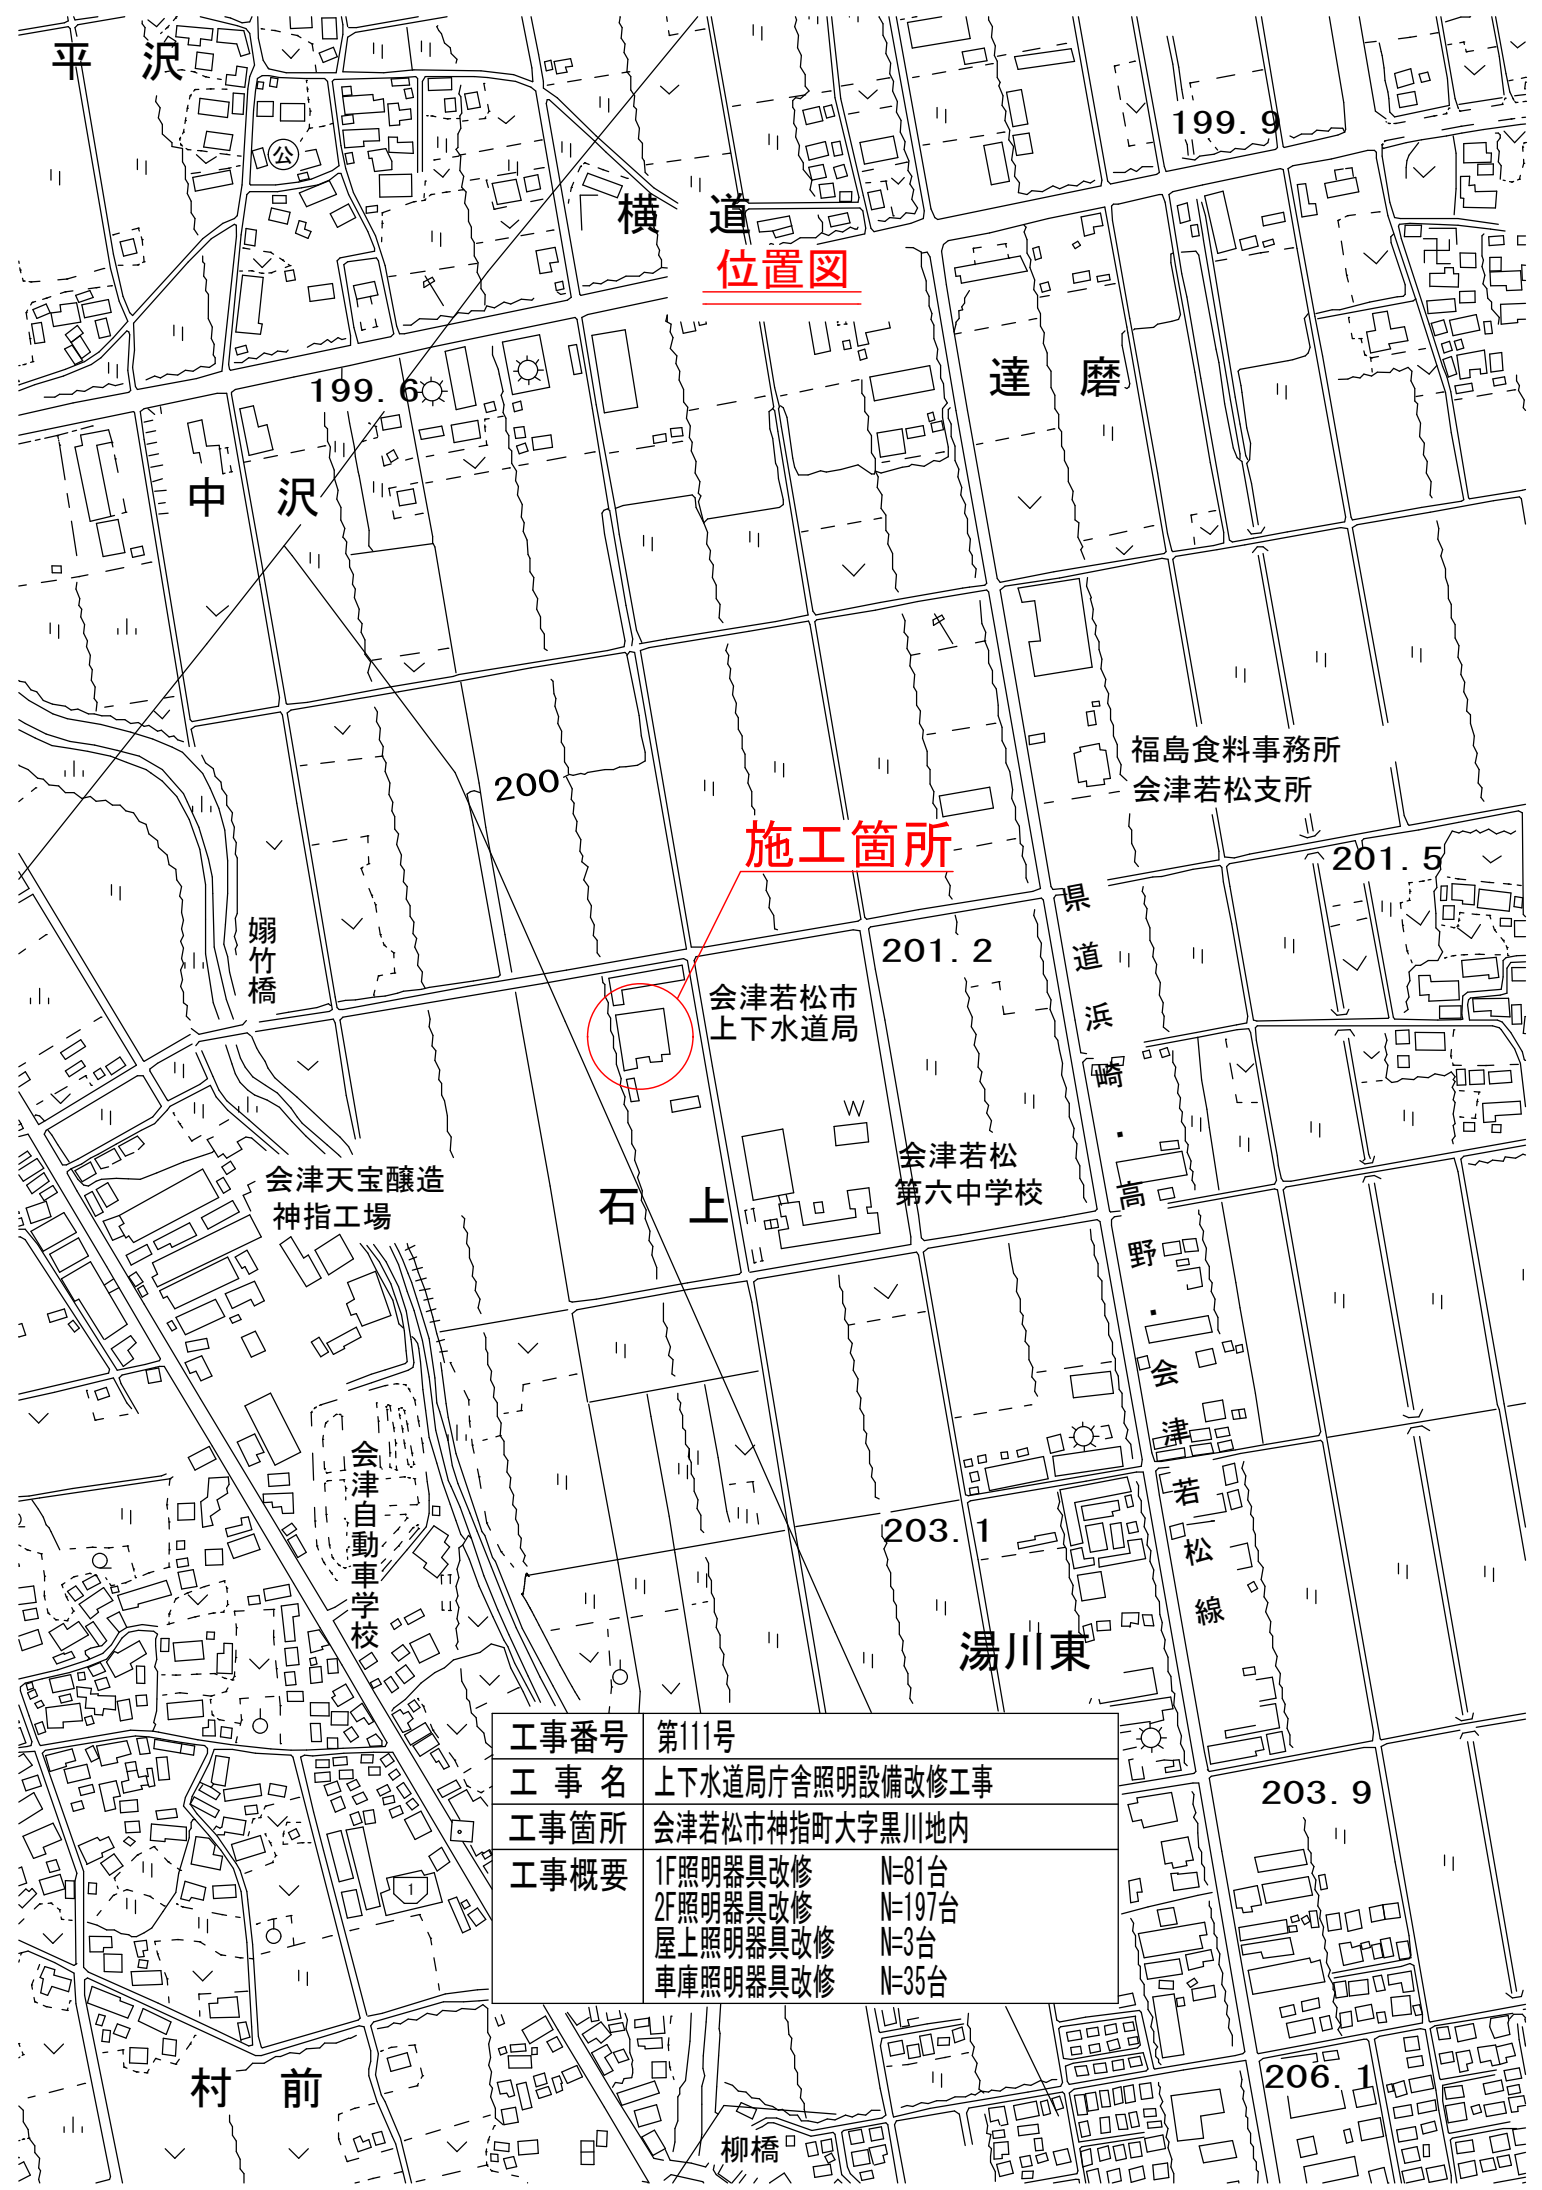 平 沢
199.9
公
横 道
位置図
達 磨
199.6
中 沢
福島食料事務所
会津若松支所
200
施工箇所
201.5
県道浜崎・高野・会津若松線
嫋竹橋
201.2
会津若松市
上下水道局
会津若松
第六中学校
会津天宝醸造
神指工場
石 上
会津自動車学校
203.1
湯川東
工事番号 第111号
工 事 名 上下水道局庁舎照明設備改修工事
工事箇所 会津若松市神指町大字黒川地内
工事概要 1F照明器具改修 N=81台
2F照明器具改修 N=197台
屋上照明器具改修 N=3台
車庫照明器具改修 N=35台
203.9
206.1
村 前
柳橋